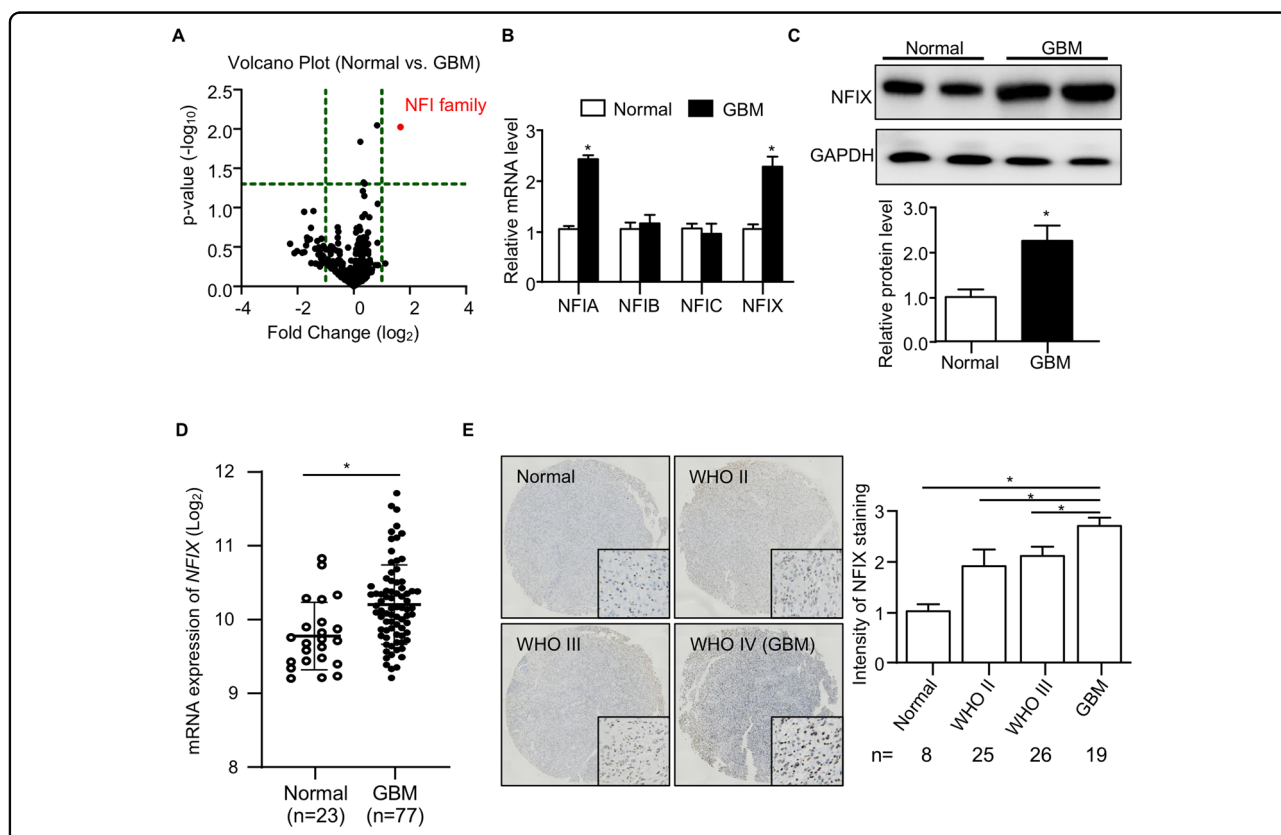 A
Volcano Plot (Normal vs. GBM)
NFI family
p-value (-log10)
2.5
2.0
1.5
1.0
0.5
0.0
-4
-2
0
2
4
Fold Change (log2)
B
Normal
GBM
Relative mRNA level
3
2
1
0
*
*
NFIA
NFIB
NFIC
NFIX
C
Normal
GBM
NFIX
GAPDH
Relative protein level
3.0
2.0
1.0
0.0
*
Normal
GBM
D
mRNA expression of NFIX (Log2)
12
11
10
9
8
*
Normal
(n=23)
GBM
(n=77)
E
Normal
WHO II
WHO III
WHO IV (GBM)
Intensity of NFIX staining
3
2
1
0
*
*
*
Normal
WHO II
WHO III
GBM
n= 8 25 26 19